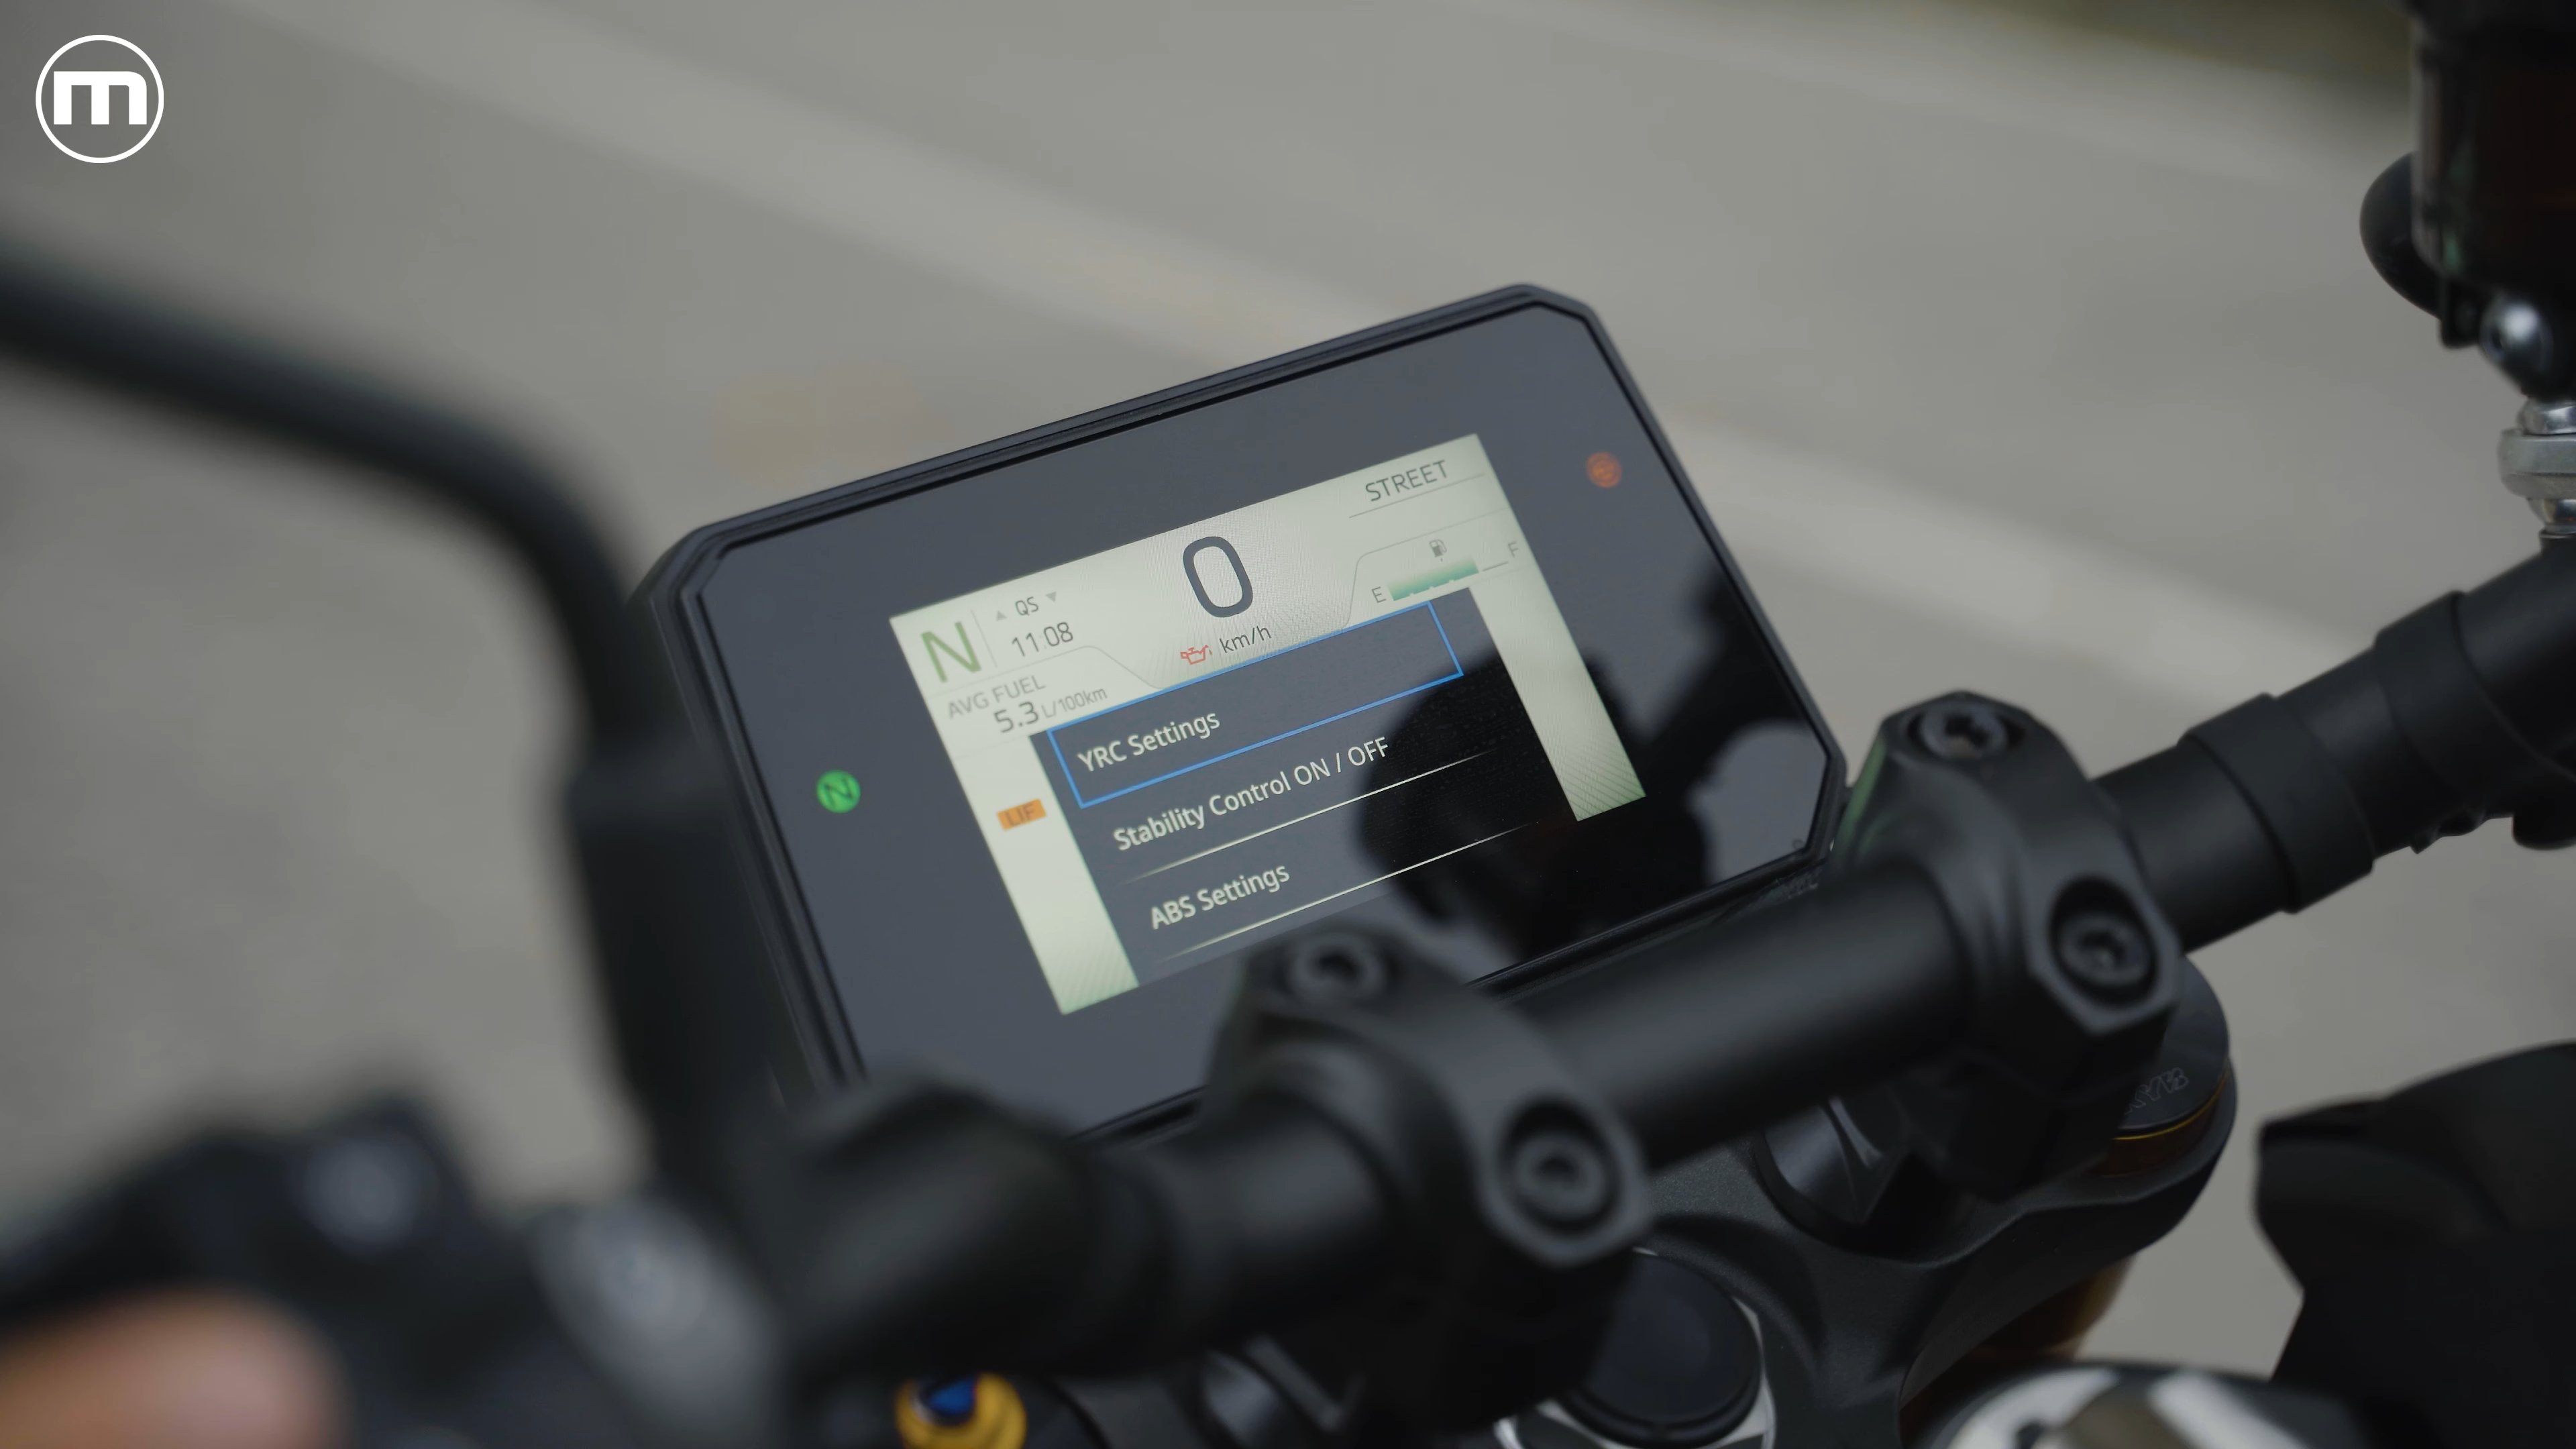 m
STREET
QS
0
F
N
11:08
E
km/h
AVG FUEL
5.3 L/100km
YRC Settings
Stability Control ON / OFF
LIF
ABS Settings
N